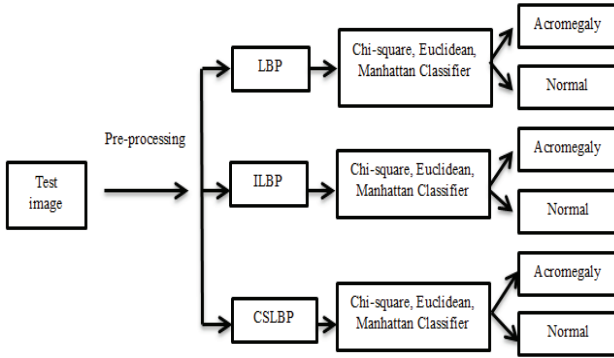 Test
image
Pre-processing
LBP
Chi-square, Euclidean,
Manhattan Classifier
Acromegaly
Normal
ILBP
Chi-square, Euclidean,
Manhattan Classifier
Acromegaly
Normal
CSLBP
Chi-square, Euclidean,
Manhattan Classifier
Acromegaly
Normal